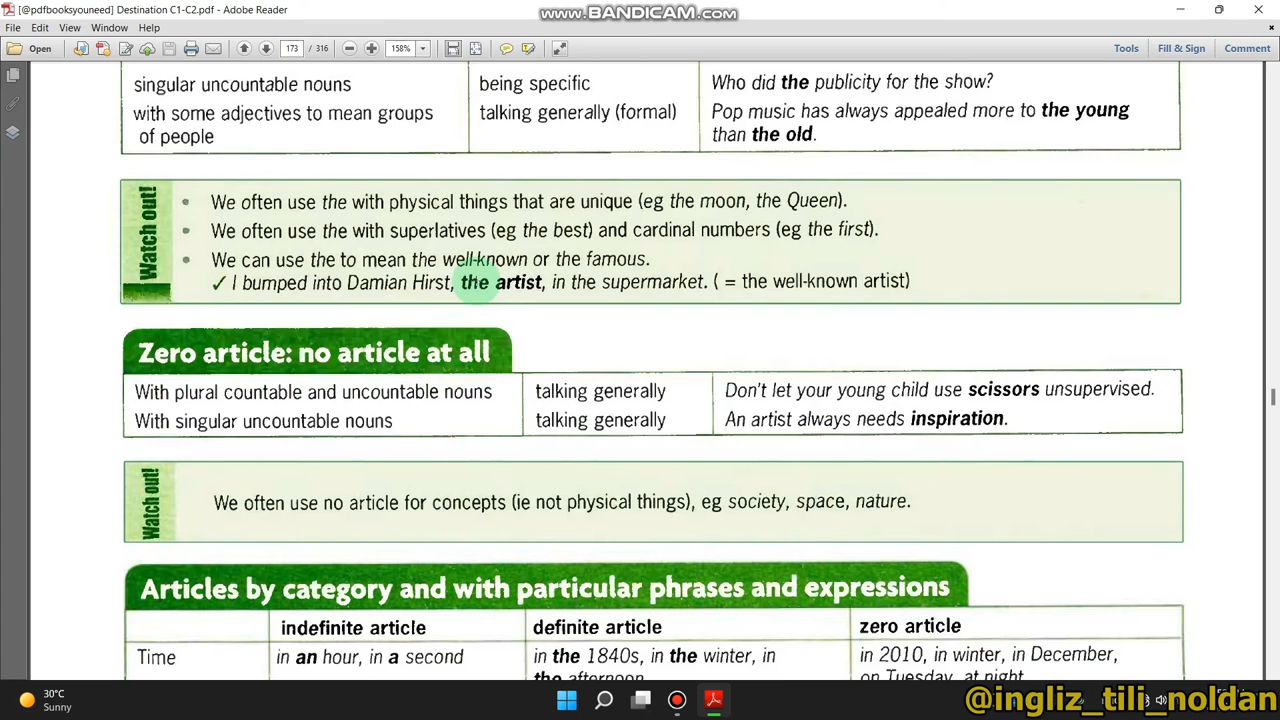 [@pdfbooksyouneed] Destination C1-C2.pdf - Adobe Reader
www.BANDICAM.com
File Edit View Window Help
Open 173 / 316 158% Tools Fill & Sign Comment
singular uncountable nouns being specific Who did the publicity for the show?
with some adjectives to mean groups talking generally (formal) Pop music has always appealed more to the young
of people than the old.
Watch out!
• We often use the with physical things that are unique (eg the moon, the Queen).
• We often use the with superlatives (eg the best) and cardinal numbers (eg the first).
• We can use the to mean the well-known or the famous.
✓ I bumped into Damian Hirst, the artist, in the supermarket. ( = the well-known artist)
Zero article: no article at all
With plural countable and uncountable nouns talking generally Don't let your young child use scissors unsupervised.
With singular uncountable nouns talking generally An artist always needs inspiration.
Watch out!
We often use no article for concepts (ie not physical things), eg society, space, nature.
Articles by category and with particular phrases and expressions
indefinite article definite article zero article
Time in an hour, in a second in the 1840s, in the winter, in in 2010, in winter, in December,
the afternoon on Tuesday, at night
30°C
Sunny
@ingliz_tili_noldan